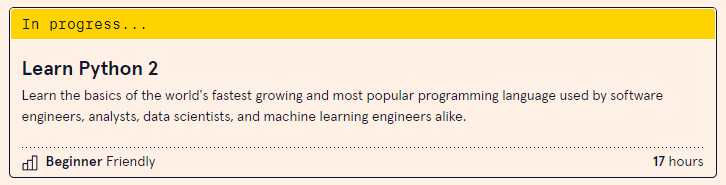 In progress...
Learn Python 2
Learn the basics of the world's fastest growing and most popular programming language used by software
engineers, analysts, data scientists, and machine learning engineers alike.
Beginner Friendly
17 hours